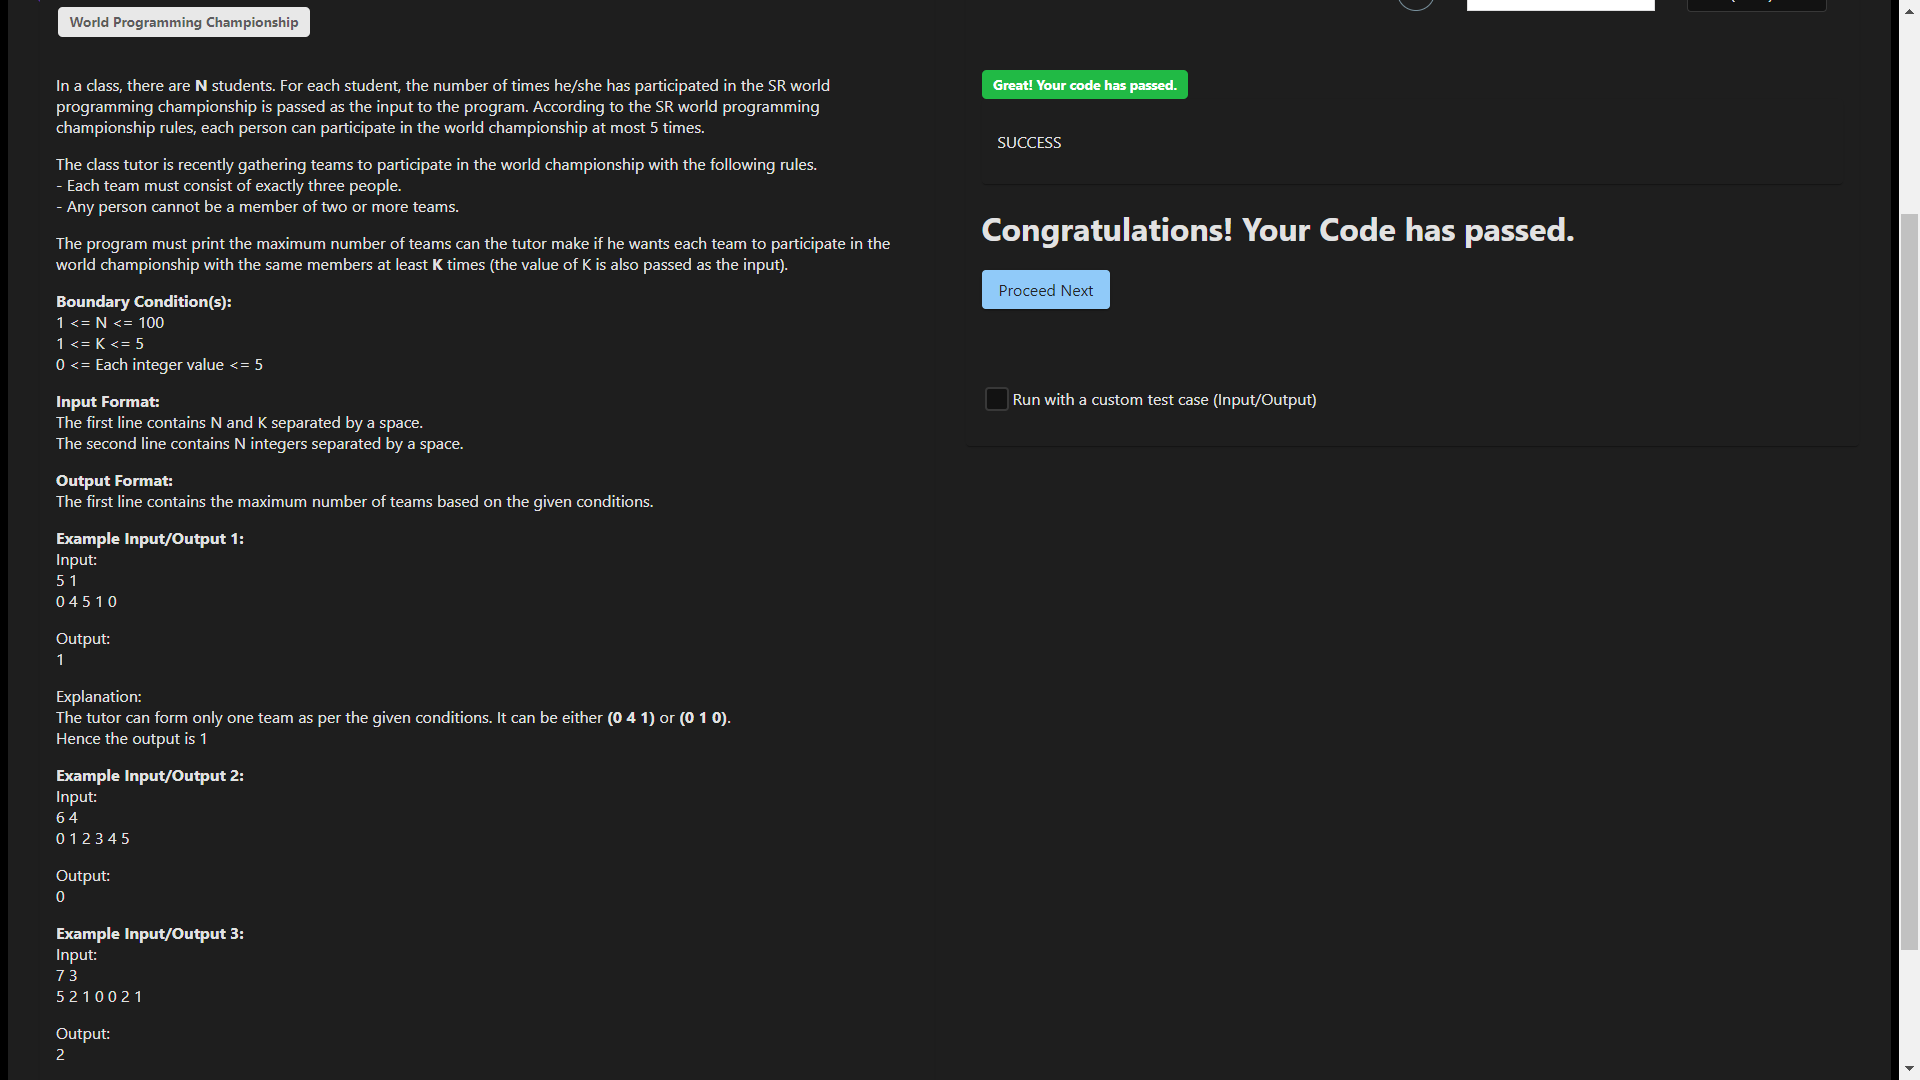 World Programming Championship
In a class, there are N students. For each student, the number of times he/she has participated in the SR world
programming championship is passed as the input to the program. According to the SR world programming
championship rules, each person can participate in the world championship at most 5 times.
The class tutor is recently gathering teams to participate in the world championship with the following rules.
- Each team must consist of exactly three people.
- Any person cannot be a member of two or more teams.
The program must print the maximum number of teams can the tutor make if he wants each team to participate in the
world championship with the same members at least K times (the value of K is also passed as the input).
Boundary Condition(s):
1 <= N <= 100
1 <= K <= 5
0 <= Each integer value <= 5
Input Format:
The first line contains N and K separated by a space.
The second line contains N integers separated by a space.
Output Format:
The first line contains the maximum number of teams based on the given conditions.
Example Input/Output 1:
Input:
5 1
0 4 5 1 0
Output:
1
Explanation:
The tutor can form only one team as per the given conditions. It can be either (0 4 1) or (0 1 0).
Hence the output is 1
Example Input/Output 2:
Input:
6 4
0 1 2 3 4 5
Output:
0
Example Input/Output 3:
Input:
7 3
5 2 1 0 0 2 1
Output:
2
Great! Your code has passed.
SUCCESS
Congratulations! Your Code has passed.
Proceed Next
Run with a custom test case (Input/Output)